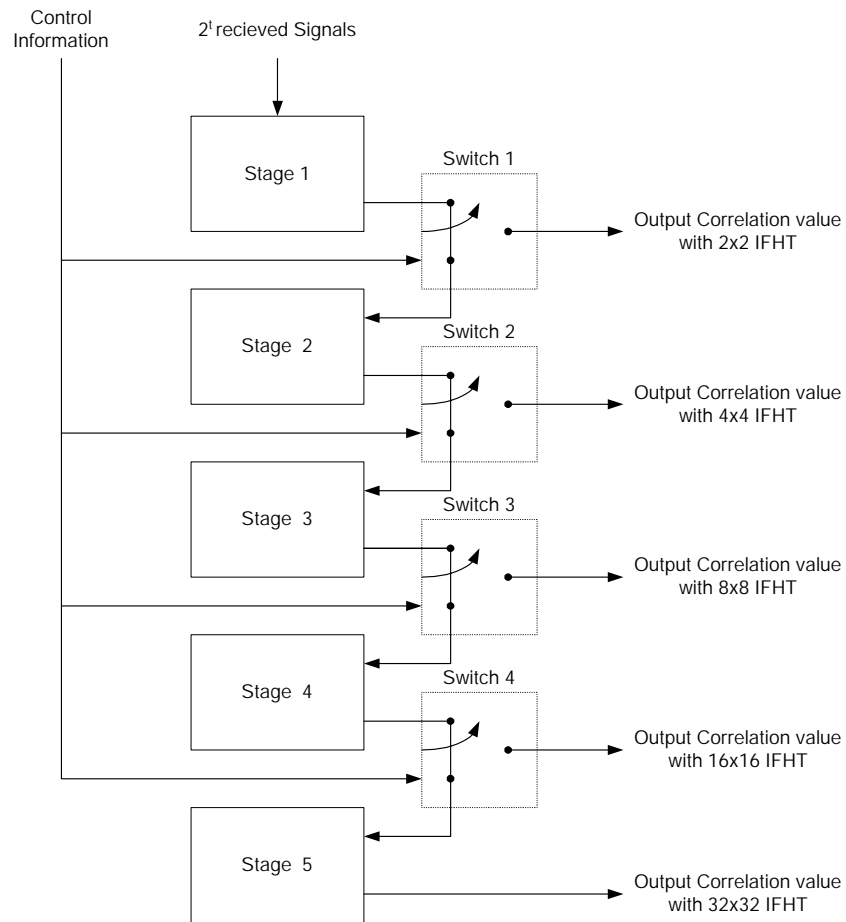 Control
Information
2ᵗ recieved Signals
Stage 1
Switch 1
Output Correlation value
with 2x2 IFHT
Stage 2
Switch 2
Output Correlation value
with 4x4 IFHT
Stage 3
Switch 3
Output Correlation value
with 8x8 IFHT
Stage 4
Switch 4
Output Correlation value
with 16x16 IFHT
Stage 5
Output Correlation value
with 32x32 IFHT